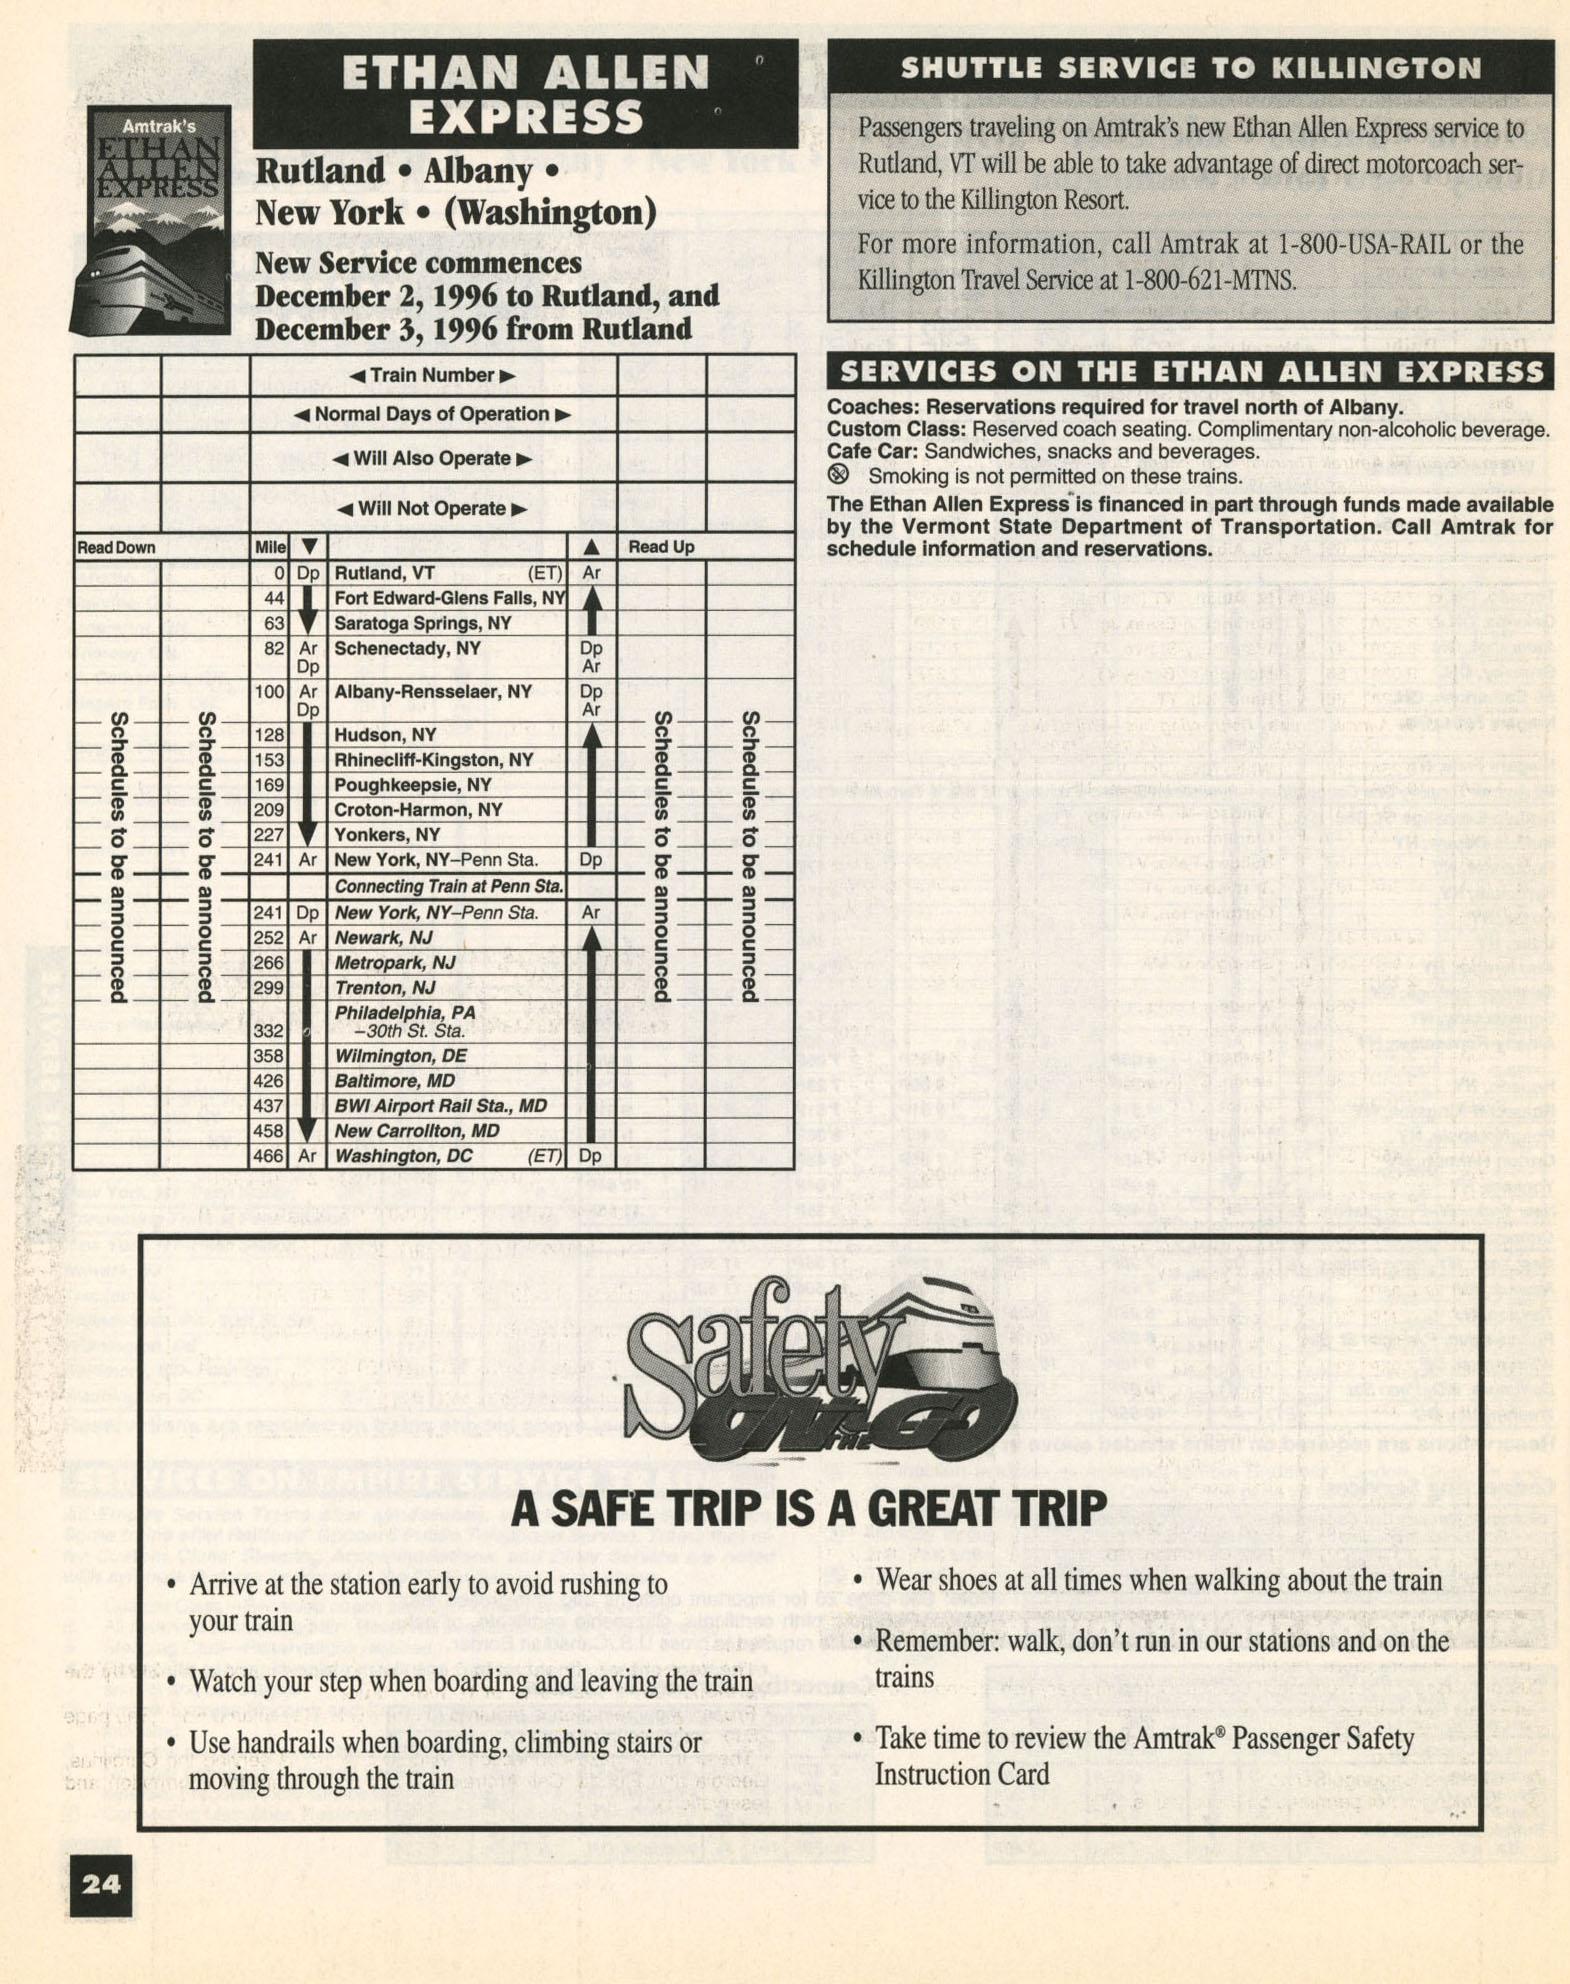 ETHAN ALLEN
EXPRESS
Amtrak's
ETHAN
ALLEN
EXPRESS
Rutland • Albany •
New York • (Washington)
New Service commences
December 2, 1996 to Rutland, and
December 3, 1996 from Rutland
◄ Train Number ►
◄ Normal Days of Operation ►
◄ Will Also Operate ►
◄ Will Not Operate ►
Read Down Mile ▼ ▲ Read Up
0 Dp Rutland, VT (ET) Ar
44 Fort Edward-Glens Falls, NY
63 Saratoga Springs, NY
82 Ar Schenectady, NY Dp
Dp Ar
100 Ar Albany-Rensselaer, NY Dp
Dp Ar
128 Hudson, NY
153 Rhinecliff-Kingston, NY
169 Poughkeepsie, NY
209 Croton-Harmon, NY
227 Yonkers, NY
241 Ar New York, NY–Penn Sta. Dp
Connecting Train at Penn Sta.
241 Dp New York, NY–Penn Sta. Ar
252 Ar Newark, NJ
266 Metropark, NJ
299 Trenton, NJ
Philadelphia, PA
332 –30th St. Sta.
358 Wilmington, DE
426 Baltimore, MD
437 BWI Airport Rail Sta., MD
458 New Carrollton, MD
466 Ar Washington, DC (ET) Dp
Schedules to be announced
Schedules to be announced
Schedules to be announced
Schedules to be announced
SHUTTLE SERVICE TO KILLINGTON
Passengers traveling on Amtrak's new Ethan Allen Express service to
Rutland, VT will be able to take advantage of direct motorcoach ser-
vice to the Killington Resort.
For more information, call Amtrak at 1-800-USA-RAIL or the
Killington Travel Service at 1-800-621-MTNS.
SERVICES ON THE ETHAN ALLEN EXPRESS
Coaches: Reservations required for travel north of Albany.
Custom Class: Reserved coach seating. Complimentary non-alcoholic beverage.
Cafe Car: Sandwiches, snacks and beverages.
Smoking is not permitted on these trains.
The Ethan Allen Express is financed in part through funds made available
by the Vermont State Department of Transportation. Call Amtrak for
schedule information and reservations.
Safety
ON THE GO
A SAFE TRIP IS A GREAT TRIP
• Arrive at the station early to avoid rushing to
your train
• Watch your step when boarding and leaving the train
• Use handrails when boarding, climbing stairs or
moving through the train
• Wear shoes at all times when walking about the train
• Remember: walk, don't run in our stations and on the
trains
• Take time to review the Amtrak® Passenger Safety
Instruction Card
24